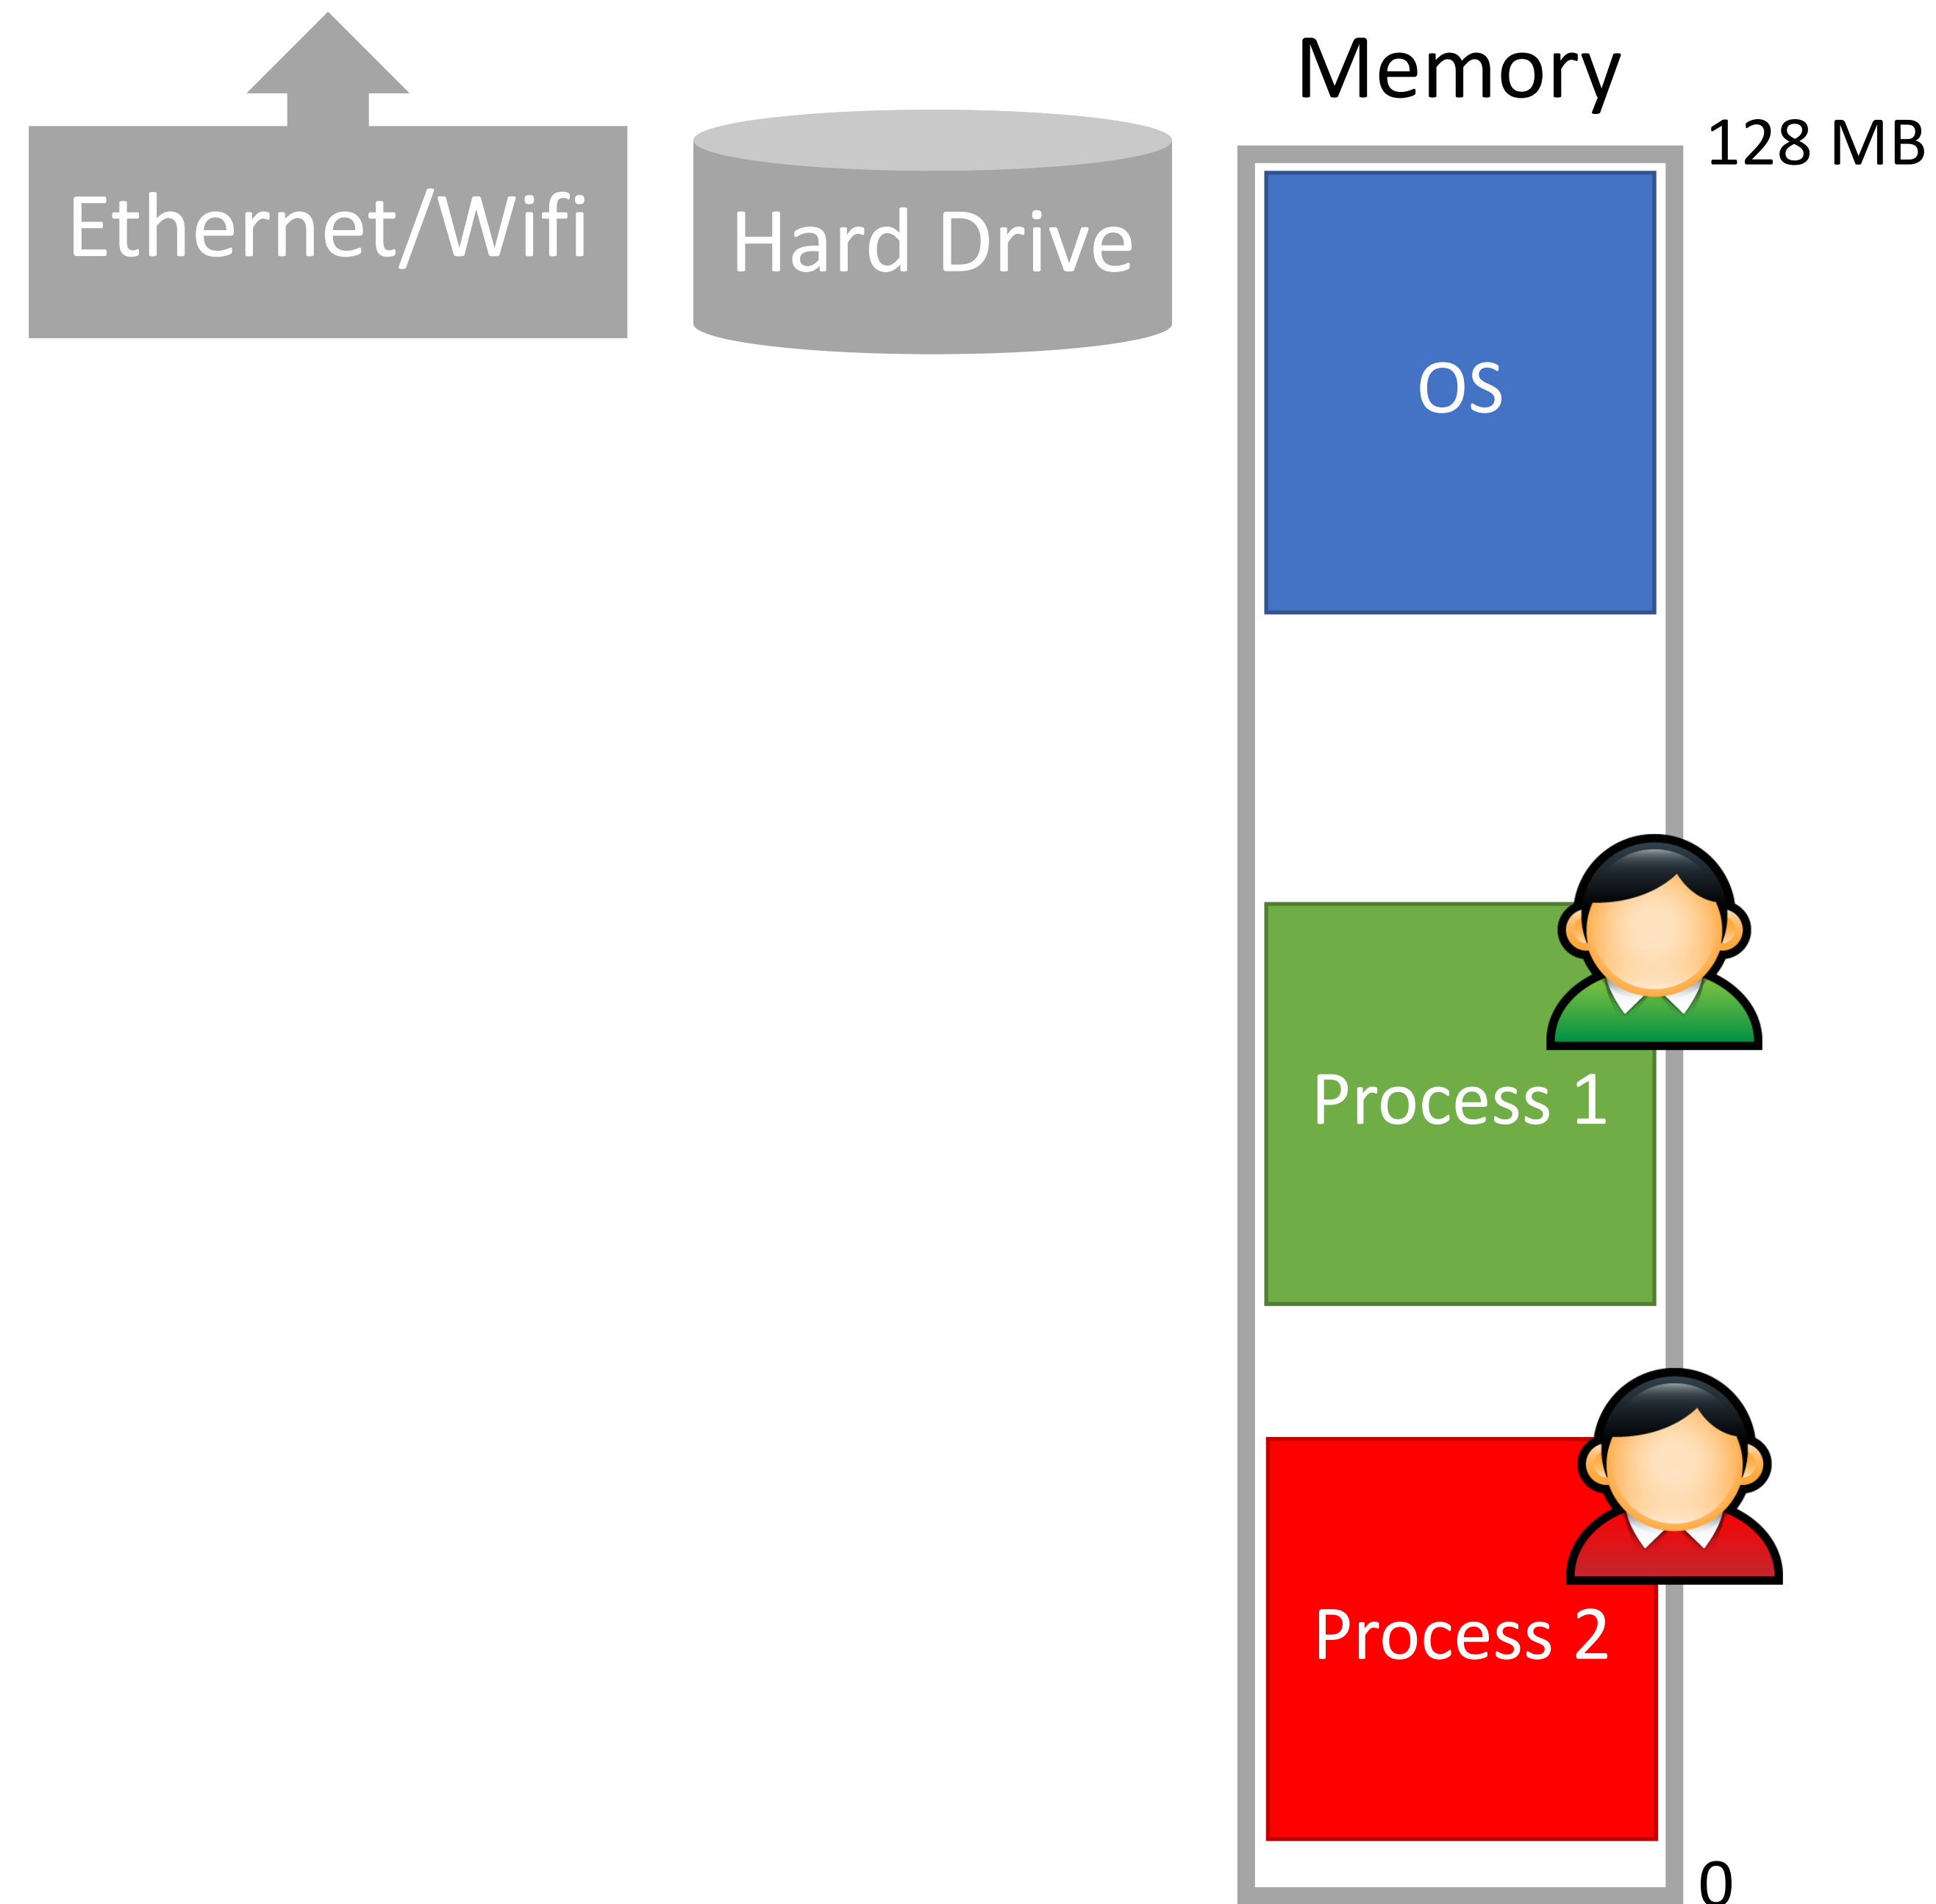 Memory
128 MB
Ethernet/Wifi
Hard Drive
OS
Process 1
Process 2
0